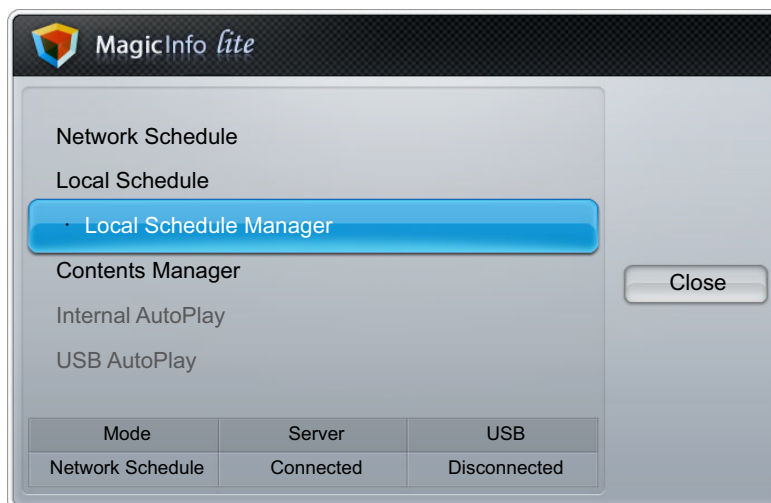 MagicInfo lite
Network Schedule
Local Schedule
· Local Schedule Manager
Contents Manager
Internal AutoPlay
USB AutoPlay
Close
Mode Server USB
Network Schedule Connected Disconnected